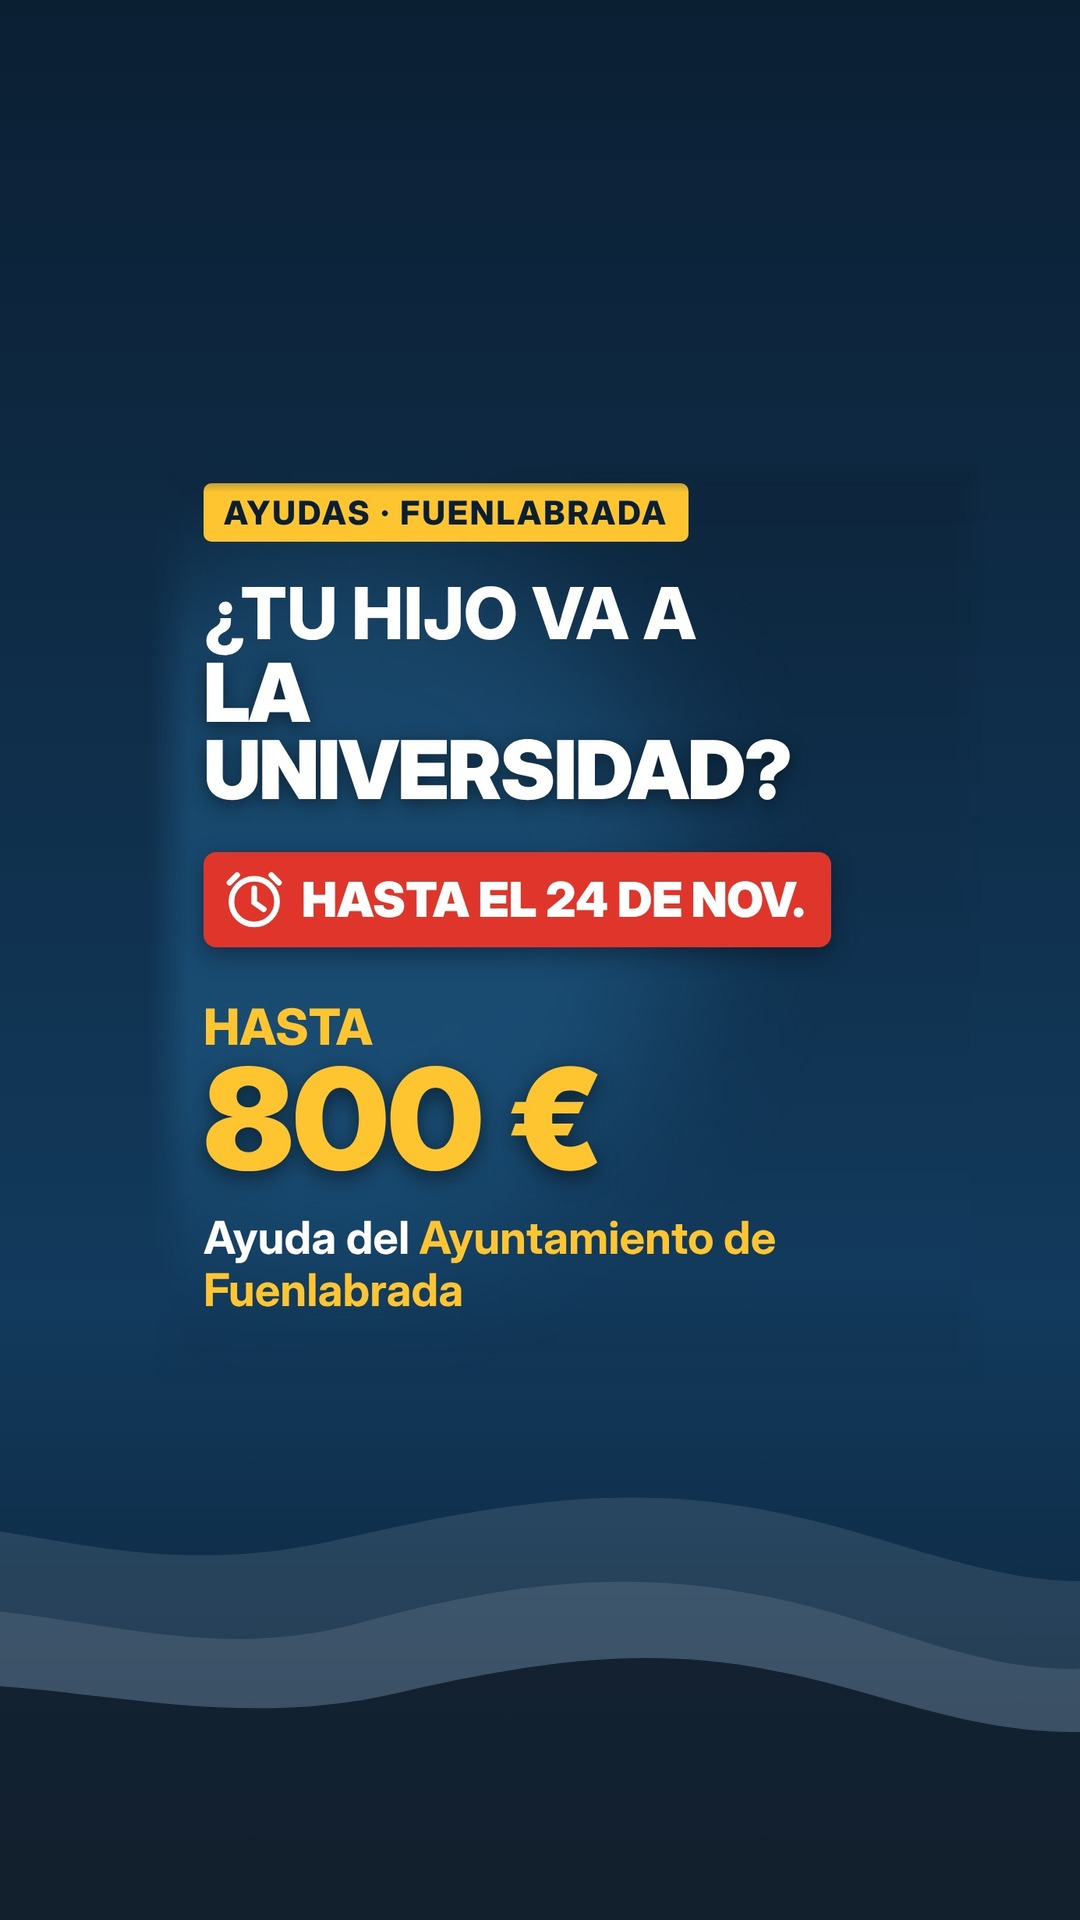 AYUDAS · FUENLABRADA
¿TU HIJO VA A
LA
UNIVERSIDAD?
HASTA EL 24 DE NOV.
HASTA
800 €
Ayuda del Ayuntamiento de
Fuenlabrada